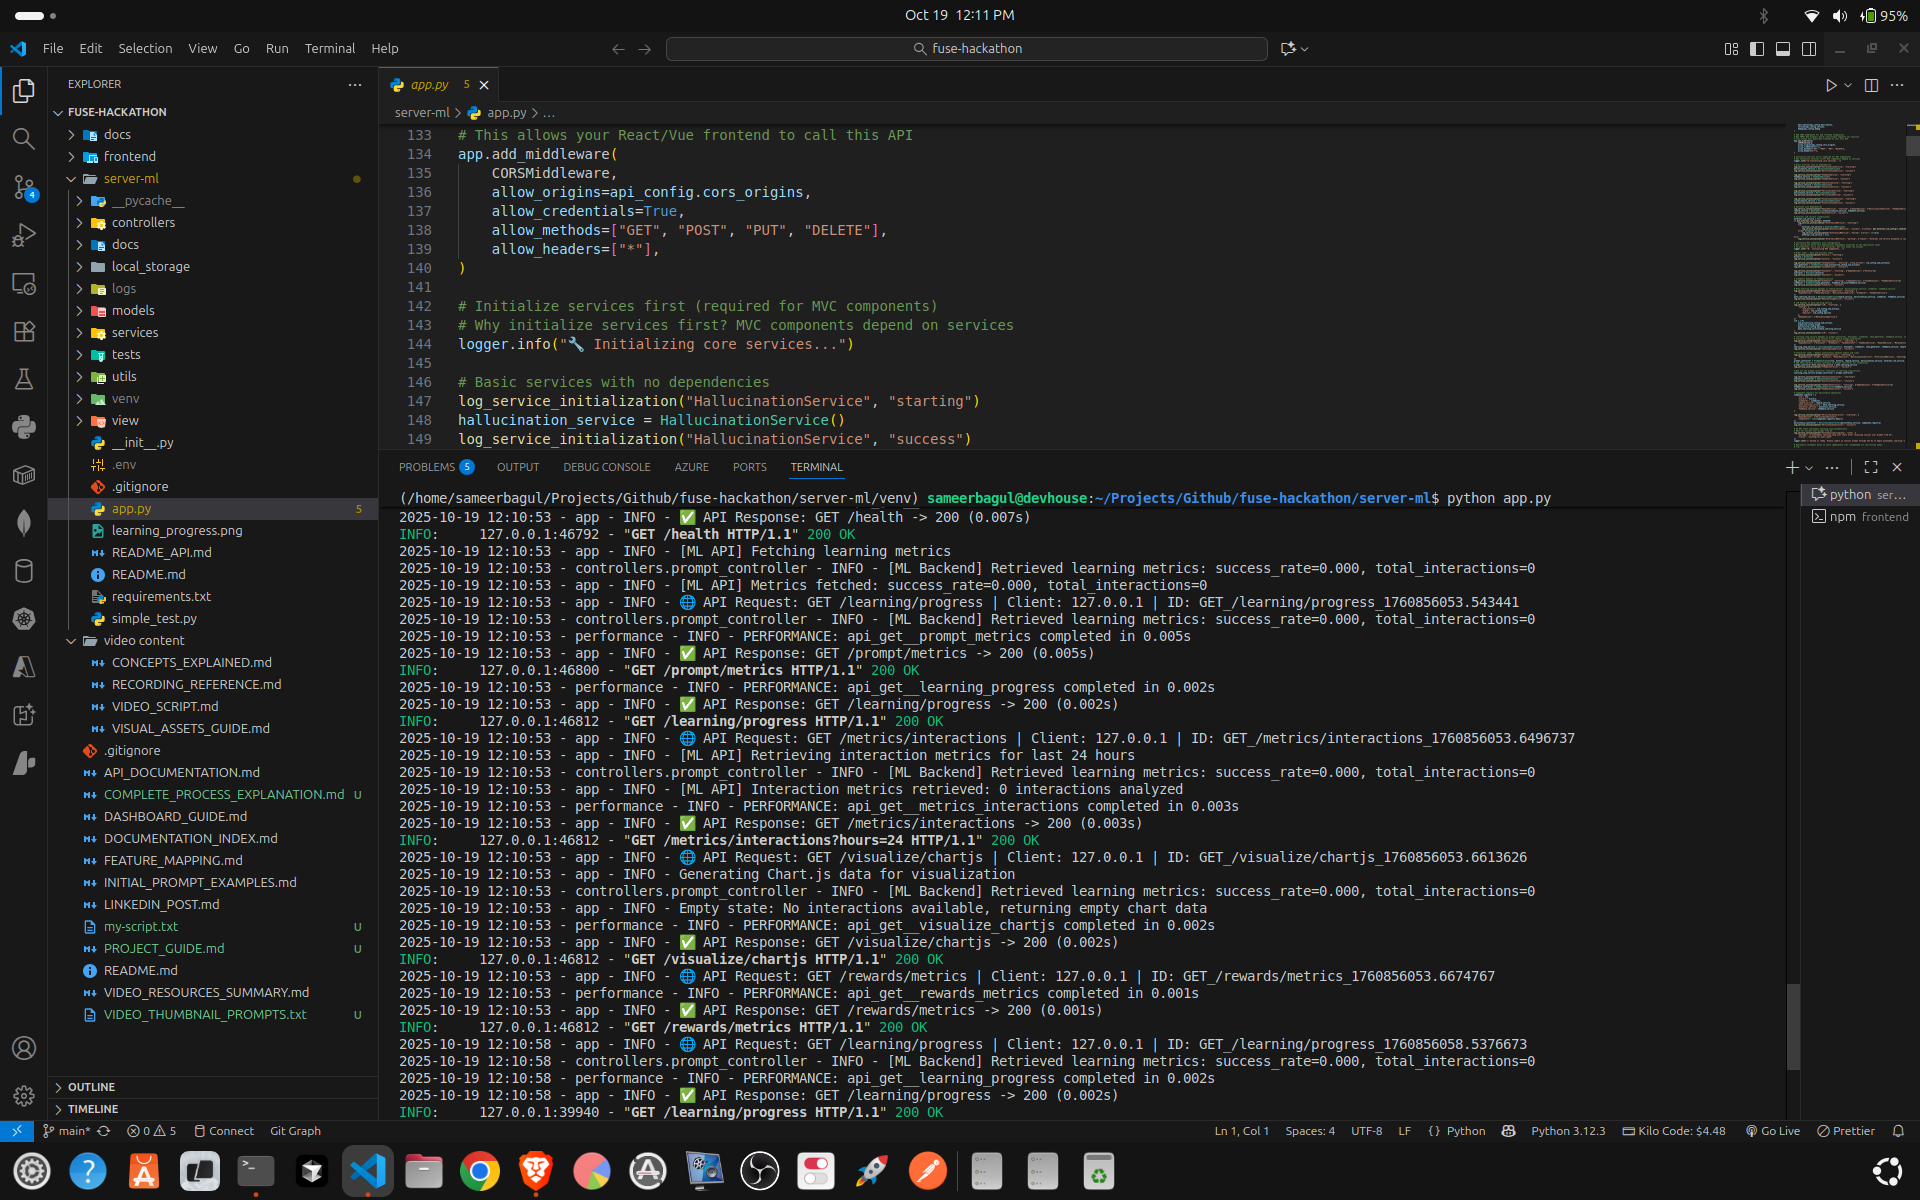 Oct 19  12:11 PM
95%
File Edit Selection View Go Run Terminal Help
fuse-hackathon
EXPLORER
FUSE-HACKATHON
docs
frontend
server-ml
__pycache__
controllers
docs
local_storage
logs
models
services
tests
utils
venv
view
__init__.py
.env
.gitignore
app.py 5
learning_progress.png
README_API.md
README.md
requirements.txt
simple_test.py
video content
CONCEPTS_EXPLAINED.md
RECORDING_REFERENCE.md
VIDEO_SCRIPT.md
VISUAL_ASSETS_GUIDE.md
.gitignore
API_DOCUMENTATION.md
COMPLETE_PROCESS_EXPLANATION.md U
DASHBOARD_GUIDE.md
DOCUMENTATION_INDEX.md
FEATURE_MAPPING.md
INITIAL_PROMPT_EXAMPLES.md
LINKEDIN_POST.md
my-script.txt U
PROJECT_GUIDE.md U
README.md
VIDEO_RESOURCES_SUMMARY.md
VIDEO_THUMBNAIL_PROMPTS.txt U
OUTLINE
TIMELINE
4
app.py 5
server-ml > app.py > ...
133 # This allows your React/Vue frontend to call this API
134 app.add_middleware(
135     CORSMiddleware,
136     allow_origins=api_config.cors_origins,
137     allow_credentials=True,
138     allow_methods=["GET", "POST", "PUT", "DELETE"],
139     allow_headers=["*"],
140 )
141
142 # Initialize services first (required for MVC components)
143 # Why initialize services first? MVC components depend on services
144 logger.info("🔧 Initializing core services...")
145
146 # Basic services with no dependencies
147 log_service_initialization("HallucinationService", "starting")
148 hallucination_service = HallucinationService()
149 log_service_initialization("HallucinationService", "success")
PROBLEMS 5 OUTPUT DEBUG CONSOLE AZURE PORTS TERMINAL
(/home/sameerbagul/Projects/Github/fuse-hackathon/server-ml/venv) sameerbagul@devhouse:~/Projects/Github/fuse-hackathon/server-ml$ python app.py
2025-10-19 12:10:53 - app - INFO - ✅ API Response: GET /health -> 200 (0.007s)
INFO:     127.0.0.1:46792 - "GET /health HTTP/1.1" 200 OK
2025-10-19 12:10:53 - app - INFO - [ML API] Fetching learning metrics
2025-10-19 12:10:53 - controllers.prompt_controller - INFO - [ML Backend] Retrieved learning metrics: success_rate=0.000, total_interactions=0
2025-10-19 12:10:53 - app - INFO - [ML API] Metrics fetched: success_rate=0.000, total_interactions=0
2025-10-19 12:10:53 - app - INFO - 🌐 API Request: GET /learning/progress | Client: 127.0.0.1 | ID: GET_/learning/progress_1760856053.543441
2025-10-19 12:10:53 - controllers.prompt_controller - INFO - [ML Backend] Retrieved learning metrics: success_rate=0.000, total_interactions=0
2025-10-19 12:10:53 - performance - INFO - PERFORMANCE: api_get__prompt_metrics completed in 0.005s
2025-10-19 12:10:53 - app - INFO - ✅ API Response: GET /prompt/metrics -> 200 (0.005s)
INFO:     127.0.0.1:46800 - "GET /prompt/metrics HTTP/1.1" 200 OK
2025-10-19 12:10:53 - performance - INFO - PERFORMANCE: api_get__learning_progress completed in 0.002s
2025-10-19 12:10:53 - app - INFO - ✅ API Response: GET /learning/progress -> 200 (0.002s)
INFO:     127.0.0.1:46812 - "GET /learning/progress HTTP/1.1" 200 OK
2025-10-19 12:10:53 - app - INFO - 🌐 API Request: GET /metrics/interactions | Client: 127.0.0.1 | ID: GET_/metrics/interactions_1760856053.6496737
2025-10-19 12:10:53 - app - INFO - [ML API] Retrieving interaction metrics for last 24 hours
2025-10-19 12:10:53 - controllers.prompt_controller - INFO - [ML Backend] Retrieved learning metrics: success_rate=0.000, total_interactions=0
2025-10-19 12:10:53 - app - INFO - [ML API] Interaction metrics retrieved: 0 interactions analyzed
2025-10-19 12:10:53 - performance - INFO - PERFORMANCE: api_get__metrics_interactions completed in 0.003s
2025-10-19 12:10:53 - app - INFO - ✅ API Response: GET /metrics/interactions -> 200 (0.003s)
INFO:     127.0.0.1:46812 - "GET /metrics/interactions?hours=24 HTTP/1.1" 200 OK
2025-10-19 12:10:53 - app - INFO - 🌐 API Request: GET /visualize/chartjs | Client: 127.0.0.1 | ID: GET_/visualize/chartjs_1760856053.6613626
2025-10-19 12:10:53 - app - INFO - Generating Chart.js data for visualization
2025-10-19 12:10:53 - controllers.prompt_controller - INFO - [ML Backend] Retrieved learning metrics: success_rate=0.000, total_interactions=0
2025-10-19 12:10:53 - app - INFO - Empty state: No interactions available, returning empty chart data
2025-10-19 12:10:53 - performance - INFO - PERFORMANCE: api_get__visualize_chartjs completed in 0.002s
2025-10-19 12:10:53 - app - INFO - ✅ API Response: GET /visualize/chartjs -> 200 (0.002s)
INFO:     127.0.0.1:46812 - "GET /visualize/chartjs HTTP/1.1" 200 OK
2025-10-19 12:10:53 - app - INFO - 🌐 API Request: GET /rewards/metrics | Client: 127.0.0.1 | ID: GET_/rewards/metrics_1760856053.6674767
2025-10-19 12:10:53 - performance - INFO - PERFORMANCE: api_get__rewards_metrics completed in 0.001s
2025-10-19 12:10:53 - app - INFO - ✅ API Response: GET /rewards/metrics -> 200 (0.001s)
INFO:     127.0.0.1:46812 - "GET /rewards/metrics HTTP/1.1" 200 OK
2025-10-19 12:10:58 - app - INFO - 🌐 API Request: GET /learning/progress | Client: 127.0.0.1 | ID: GET_/learning/progress_1760856058.5376673
2025-10-19 12:10:58 - controllers.prompt_controller - INFO - [ML Backend] Retrieved learning metrics: success_rate=0.000, total_interactions=0
2025-10-19 12:10:58 - performance - INFO - PERFORMANCE: api_get__learning_progress completed in 0.002s
2025-10-19 12:10:58 - app - INFO - ✅ API Response: GET /learning/progress -> 200 (0.002s)
INFO:     127.0.0.1:39940 - "GET /learning/progress HTTP/1.1" 200 OK
python ser...
npm frontend
main* 0 5 Connect Git Graph
Ln 1, Col 1 Spaces: 4 UTF-8 LF {} Python Python 3.12.3 Kilo Code: $4.48 Go Live Prettier